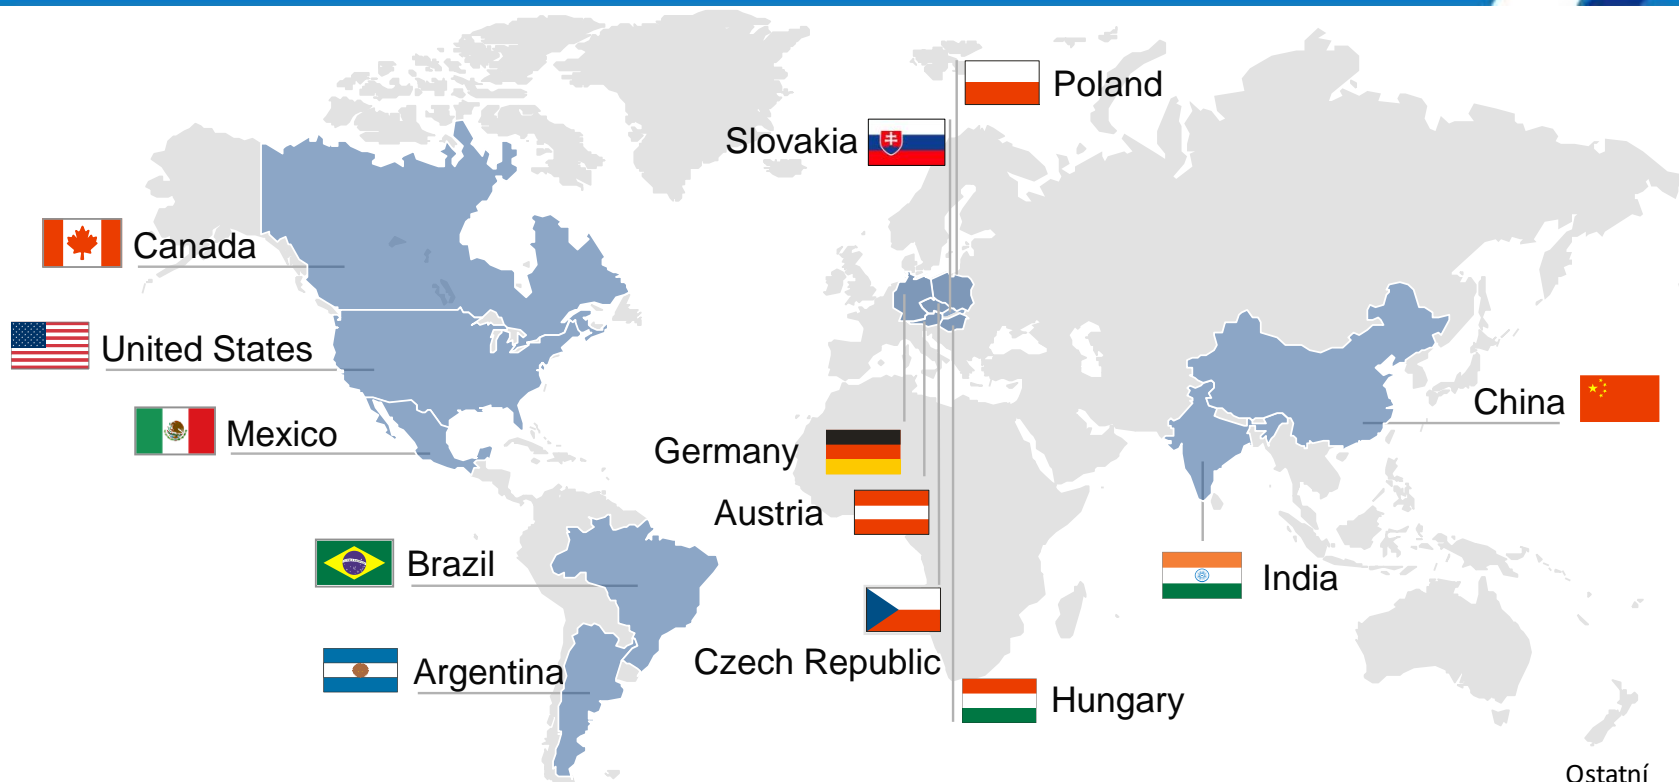 Poland
Slovakia
Canada
United States
China
Mexico
Germany
Austria
Brazil
India
Czech Republic
Argentina
Hungary
Ostatní